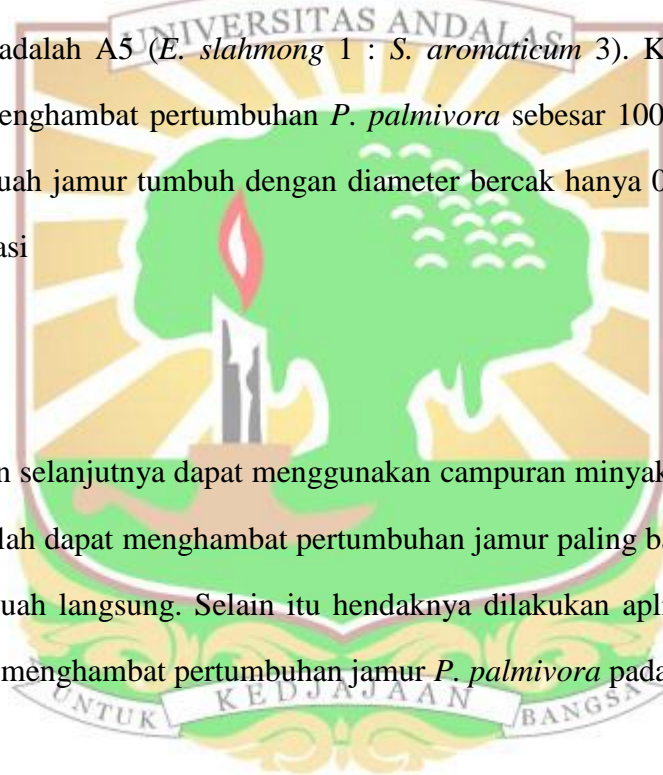 UNIVERSITAS ANDALAS
adalah A5 (E. slahmong 1 : S. aromaticum 3). K
enghambat pertumbuhan P. palmivora sebesar 100
uah jamur tumbuh dengan diameter bercak hanya 0
asi
n selanjutnya dapat menggunakan campuran minyak
lah dapat menghambat pertumbuhan jamur paling ba
uah langsung. Selain itu hendaknya dilakukan apl
menghambat pertumbuhan jamur P. palmivora pada
UNTUK KEDJAJAAN BANGSA